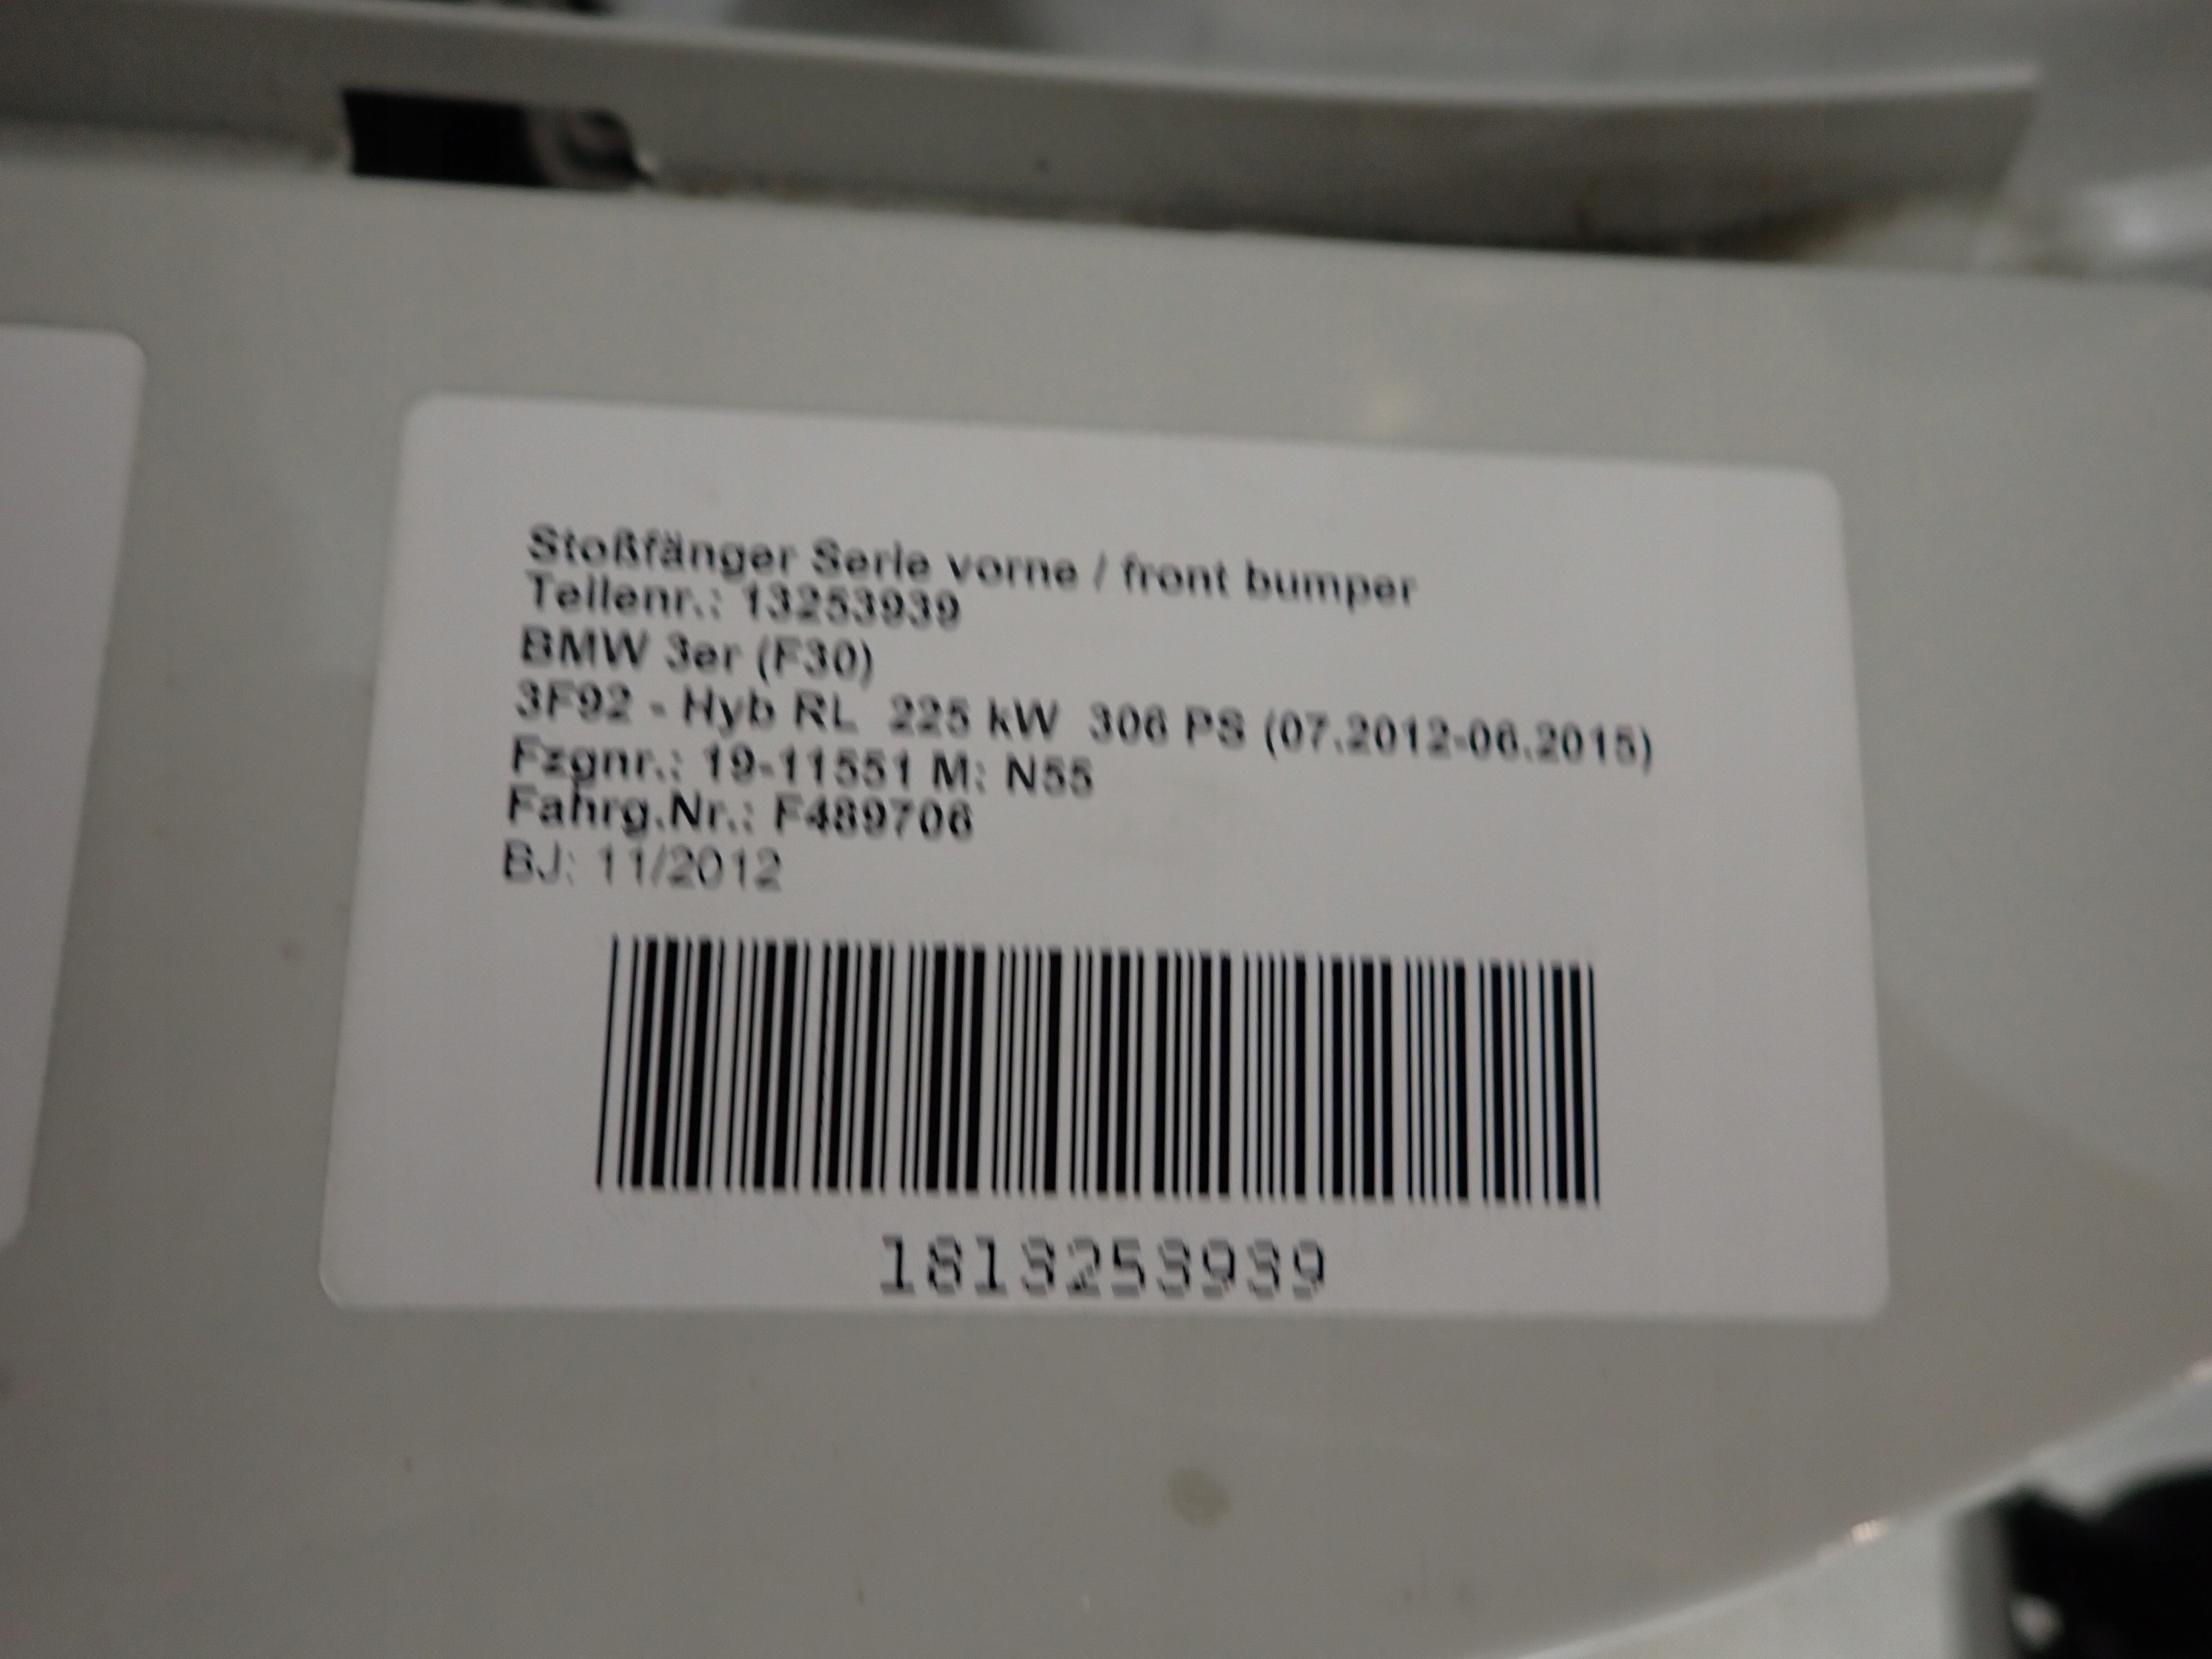 Stoßfänger Serie vorne / front bumper
Teilenr.: 13253939
BMW 3er (F30)
3F92 - Hyb RL 225 kW 306 PS (07.2012-06.2015)
Fzgnr.: 19-11551 M: N55
Fahrg.Nr.: F489706
BJ: 11/2012
1813253939